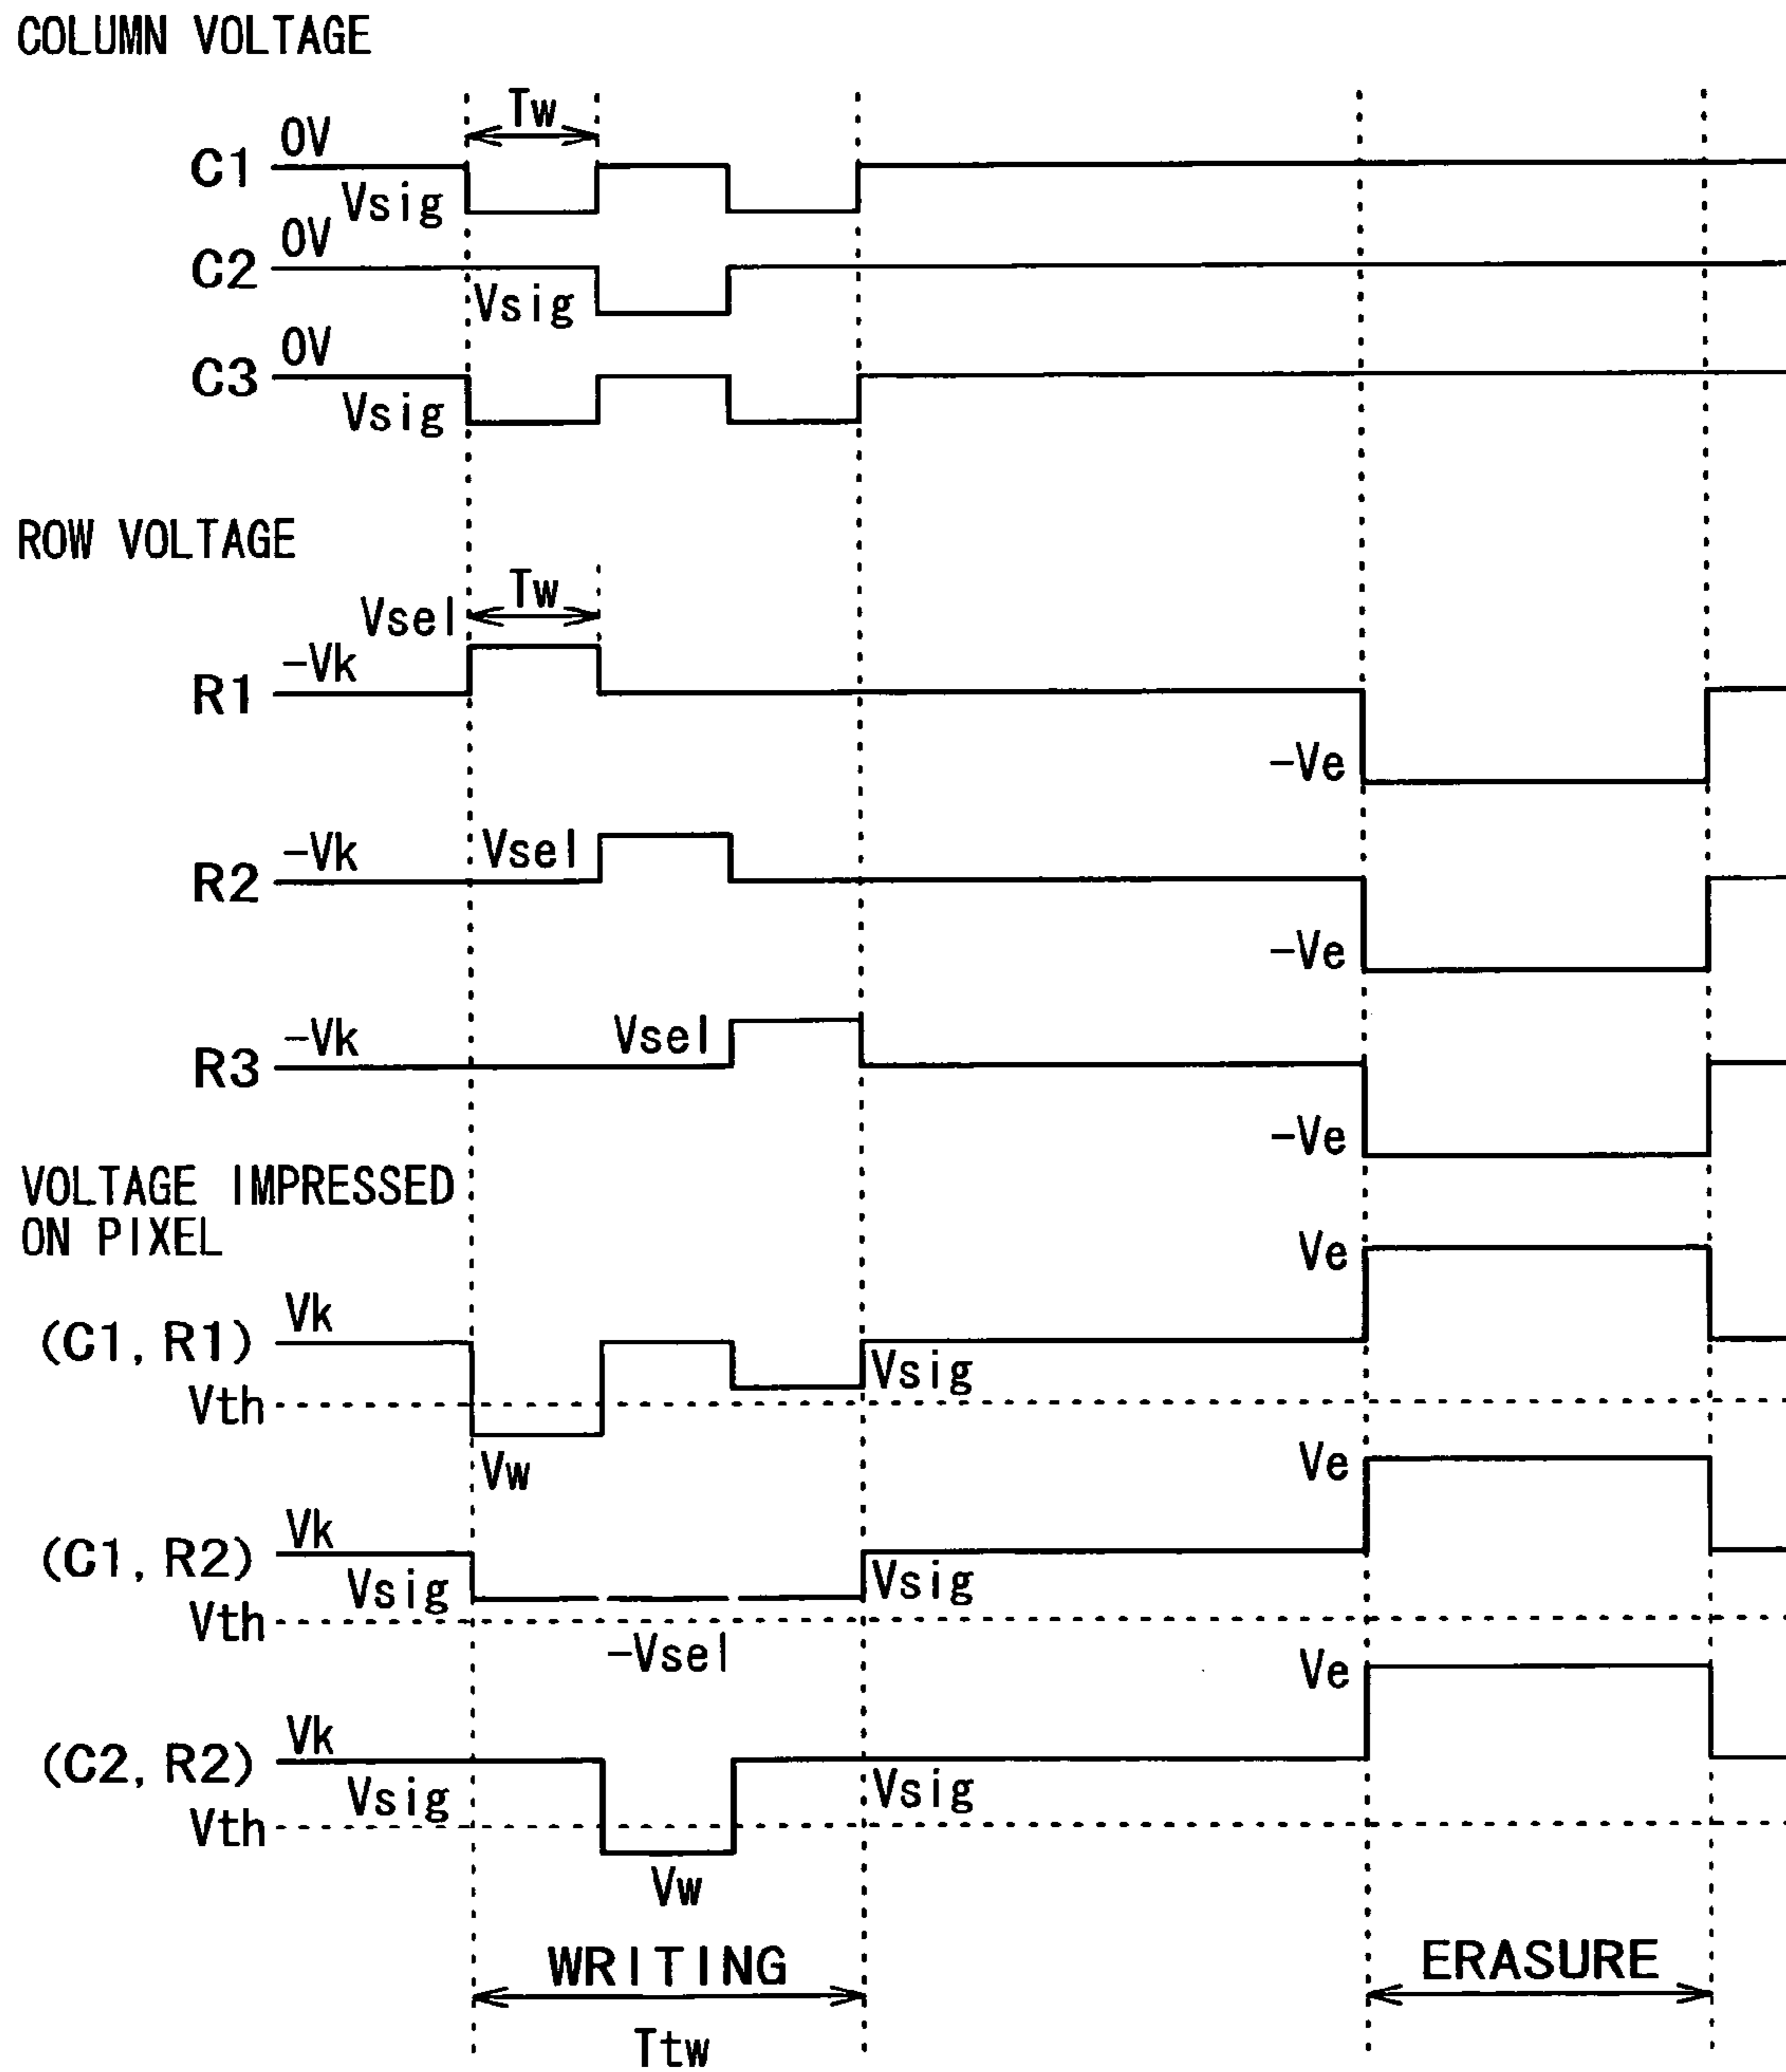 COLUMN VOLTAGE
Tw
0V
C1
Vsig
0V
C2
Vsig
0V
C3
Vsig
ROW VOLTAGE
Tw
Vsel
-Vk
R1
-Ve
-Vk
Vsel
R2
-Ve
-Vk
Vsel
R3
-Ve
VOLTAGE IMPRESSED
ON PIXEL
Ve
Vk
(C1, R1)
Vsig
Vth
Vw
Ve
Vk
(C1, R2)
Vsig
Vsig
Vth
-Vsel
Ve
Vk
(C2, R2)
Vsig
Vsig
Vth
Vw
WRITING
ERASURE
Ttw